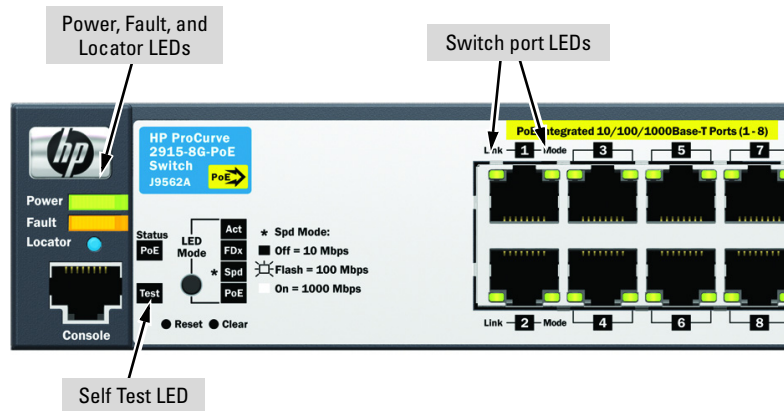 Power, Fault, and
Locator LEDs
Switch port LEDs
hp
HP ProCurve
2915-8G-PoE
Switch
J9562A
PoE
PoE Integrated 10/100/1000Base-T Ports (1 - 8)
Link 1 Mode 3 5 7
Power
Fault
Locator
Status
PoE
Test
LED
Mode
Act
FDx
* Spd
PoE
* Spd Mode:
Off = 10 Mbps
Flash = 100 Mbps
On = 1000 Mbps
Reset Clear
Console
Link 2 Mode 4 6 8
Self Test LED